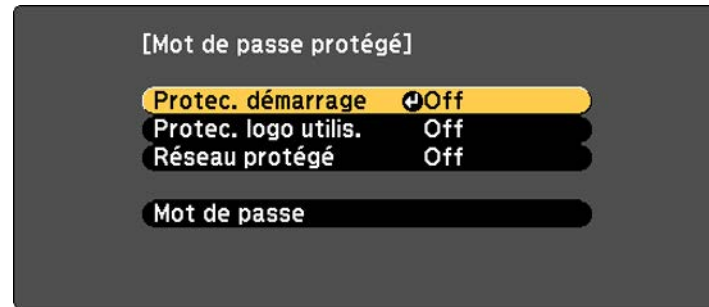 [Mot de passe protégé]
Protec. démarrage Off
Protec. logo utilis. Off
Réseau protégé Off
Mot de passe